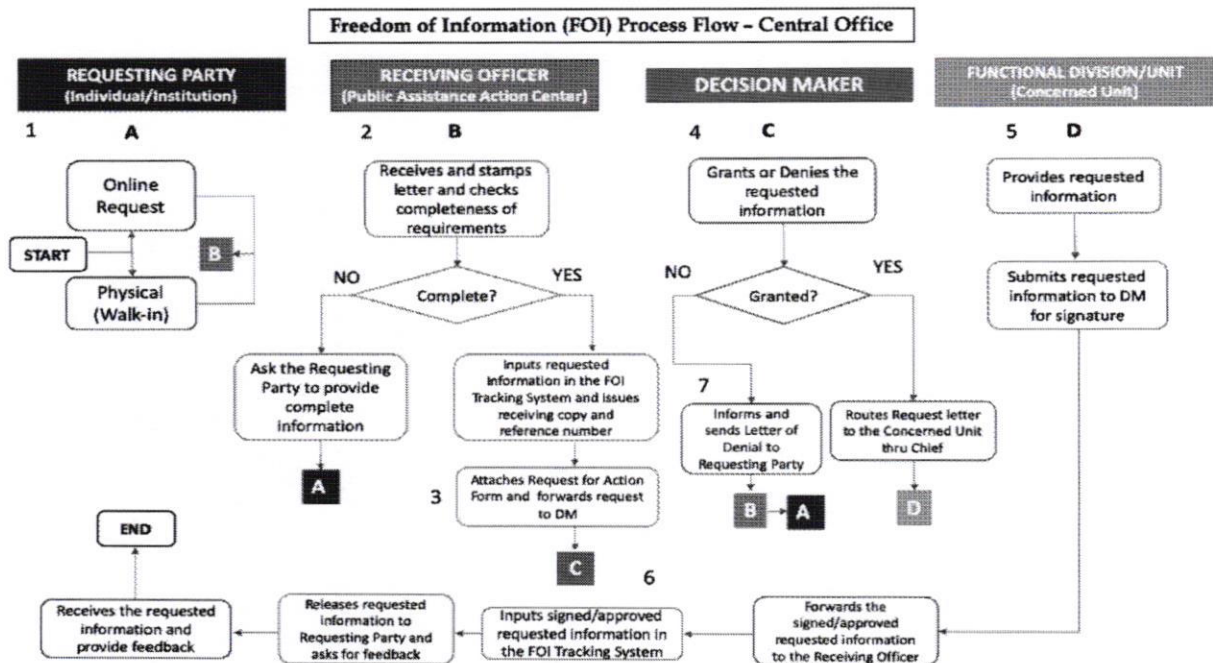 Freedom of Information (FOI) Process Flow – Central Office
REQUESTING PARTY
(Individual/Institution)
RECEIVING OFFICER
(Public Assistance Action Center)
DECISION MAKER
FUNCTIONAL DIVISION/UNIT
(Concerned Unit)
1 A
2 B
4 C
5 D
Online
Request
START
B
Physical
(Walk-in)
Receives and stamps
letter and checks
completeness of
requirements
NO
Complete?
YES
Ask the Requesting
Party to provide
complete
information
A
Inputs requested
Information in the FOI
Tracking System and issues
receiving copy and
reference number
3
Attaches Request for Action
Form and forwards request
to DM
C
Grants or Denies the
requested
information
NO
Granted?
YES
7
Informs and
sends Letter of
Denial to
Requesting Party
B
A
Routes Request letter
to the Concerned Unit
thru Chief
D
Provides requested
information
Submits requested
information to DM
for signature
6
Forwards the
signed/approved
requested information
to the Receiving Officer
Inputs signed/approved
requested information in
the FOI Tracking System
Releases requested
information to
Requesting Party and
asks for feedback
Receives the requested
information and
provide feedback
END